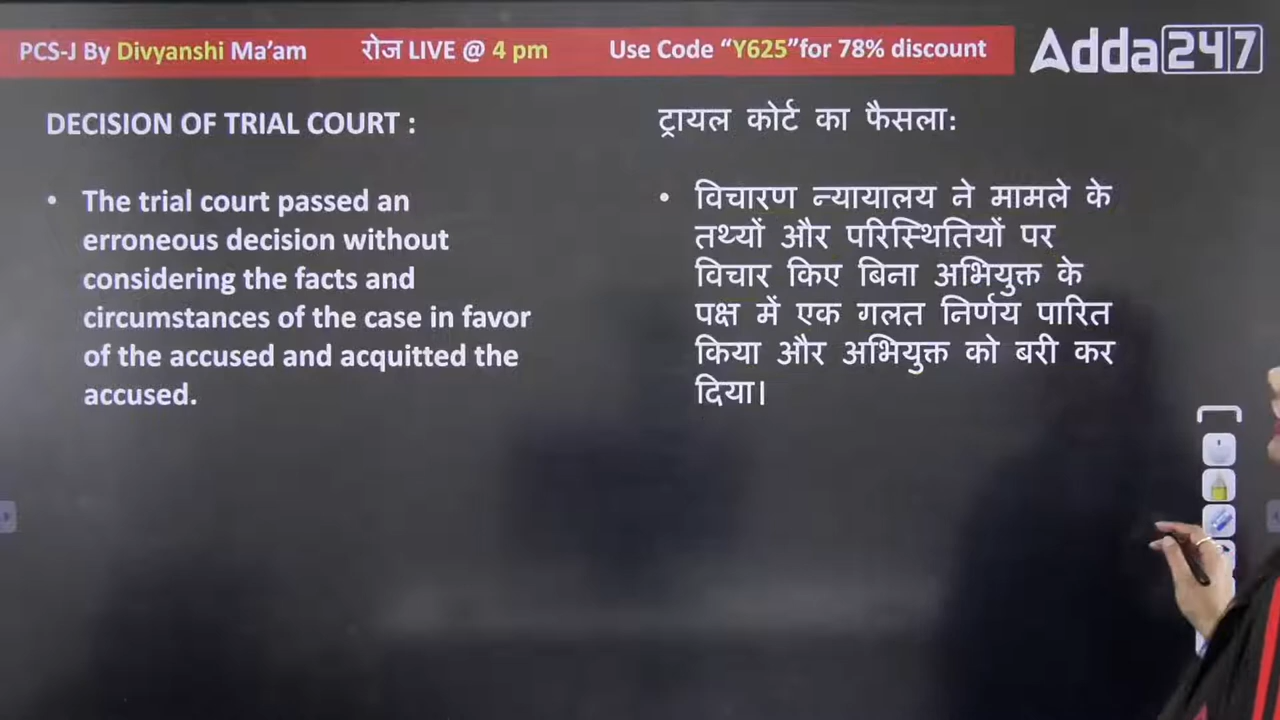 PCS-J By Divyanshi Ma’am रोज LIVE @ 4 pm Use Code “Y625”for 78% discount
Adda247
DECISION OF TRIAL COURT :
• The trial court passed an
erroneous decision without
considering the facts and
circumstances of the case in favor
of the accused and acquitted the
accused.
ट्रायल कोर्ट का फैसला:
• विचारण न्यायालय ने मामले के
तथ्यों और परिस्थितियों पर
विचार किए बिना अभियुक्त के
पक्ष में एक गलत निर्णय पारित
किया और अभियुक्त को बरी कर
दिया।